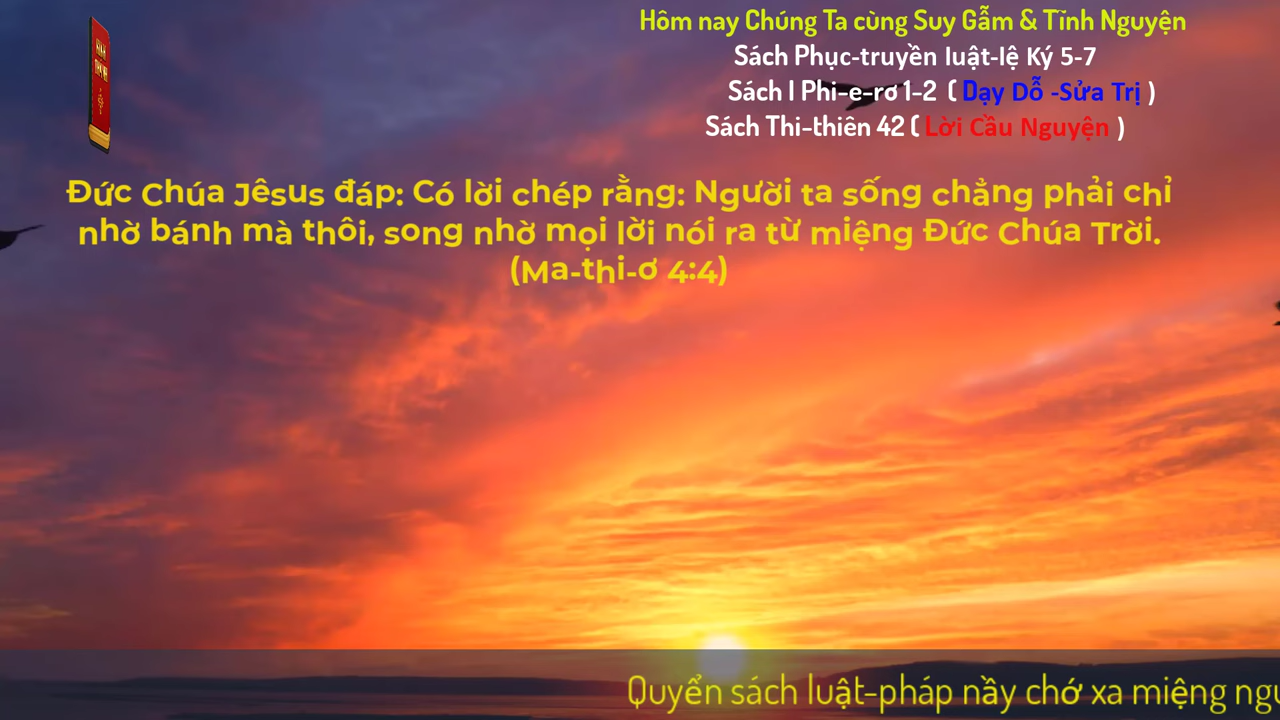 Hôm nay Chúng Ta cùng Suy Gẫm & Tĩnh Nguyện
Sách Phục-truyền luật-lệ Ký 5-7
Sách I Phi-e-rơ 1-2 ( Dạy Dỗ -Sửa Trị )
Sách Thi-thiên 42 ( Lời Cầu Nguyện )
Đức Chúa Jêsus đáp: Có lời chép rằng: Người ta sống chẳng phải chỉ
nhờ bánh mà thôi, song nhờ mọi lời nói ra từ miệng Đức Chúa Trời.
(Ma-thi-ơ 4:4)
Quyển sách luật-pháp nầy chớ xa miệng